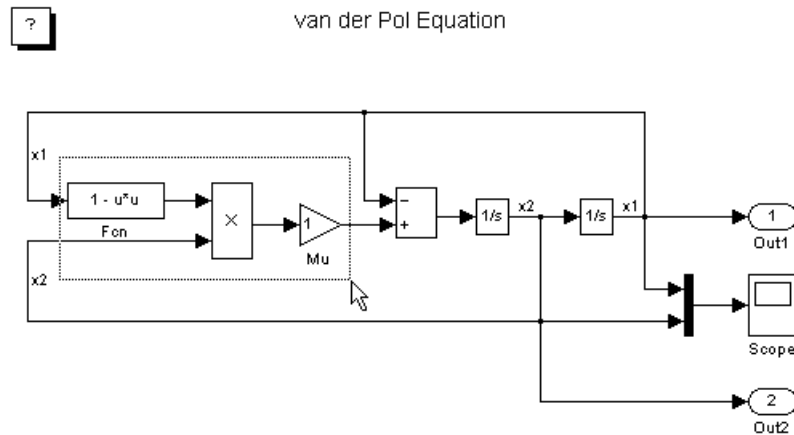 ?
van der Pol Equation
x1
1 - u*u
Fcn
×
1
Mu
−
+
1/s
x2
1/s
x1
1
Out1
x2
Scope
2
Out2